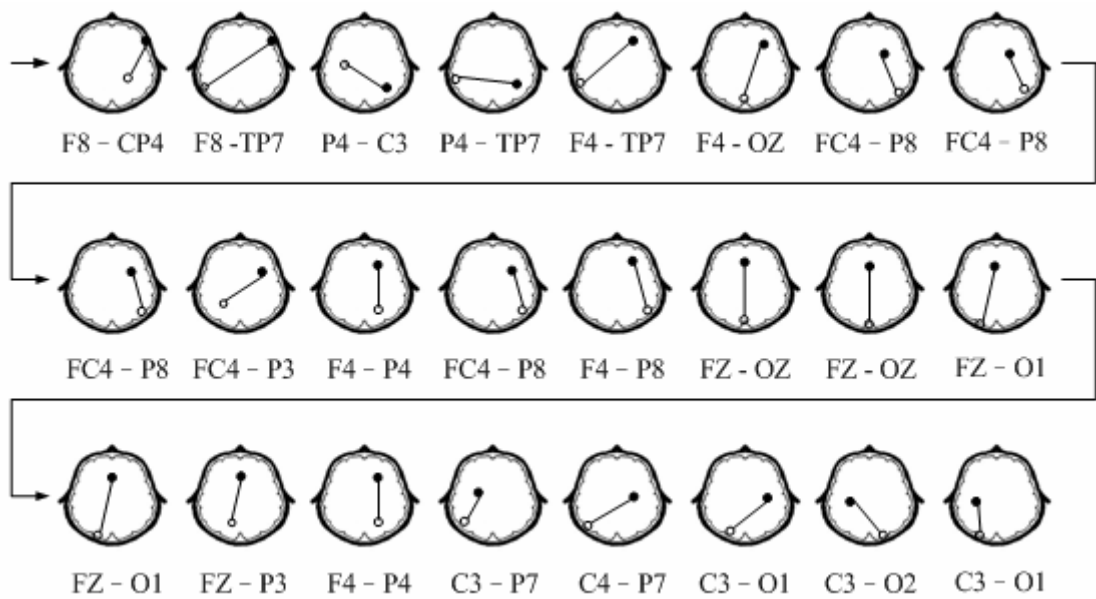 F8 – CP4 F8 -TP7 P4 – C3 P4 – TP7 F4 - TP7 F4 - OZ FC4 – P8 FC4 – P8
FC4 – P8 FC4 – P3 F4 – P4 FC4 – P8 F4 – P8 FZ - OZ FZ - OZ FZ – O1
FZ – O1 FZ – P3 F4 – P4 C3 – P7 C4 – P7 C3 – O1 C3 – O2 C3 – O1